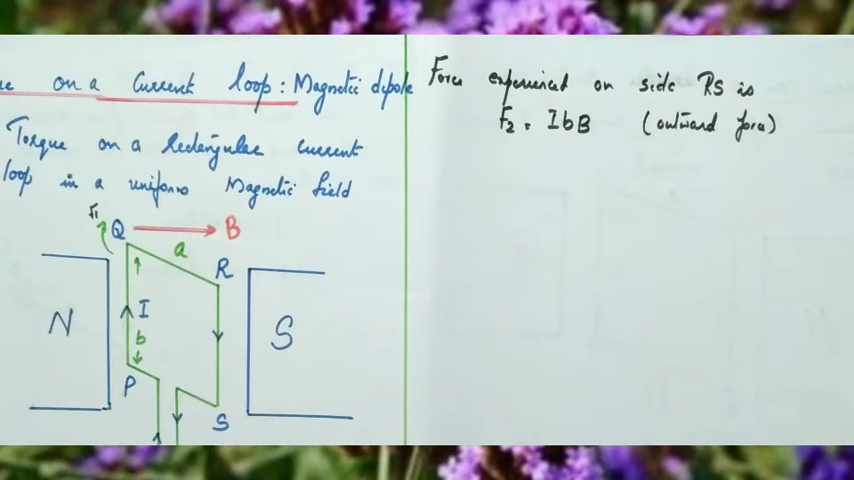 on a Current loop: Magnetic dipole
Torque on a rectangular current
loop in a uniform Magnetic field
F1
Q
B
a
R
N
I
S
b
P
S
Force experienced on side RS is
F2 = IbB (outward force)